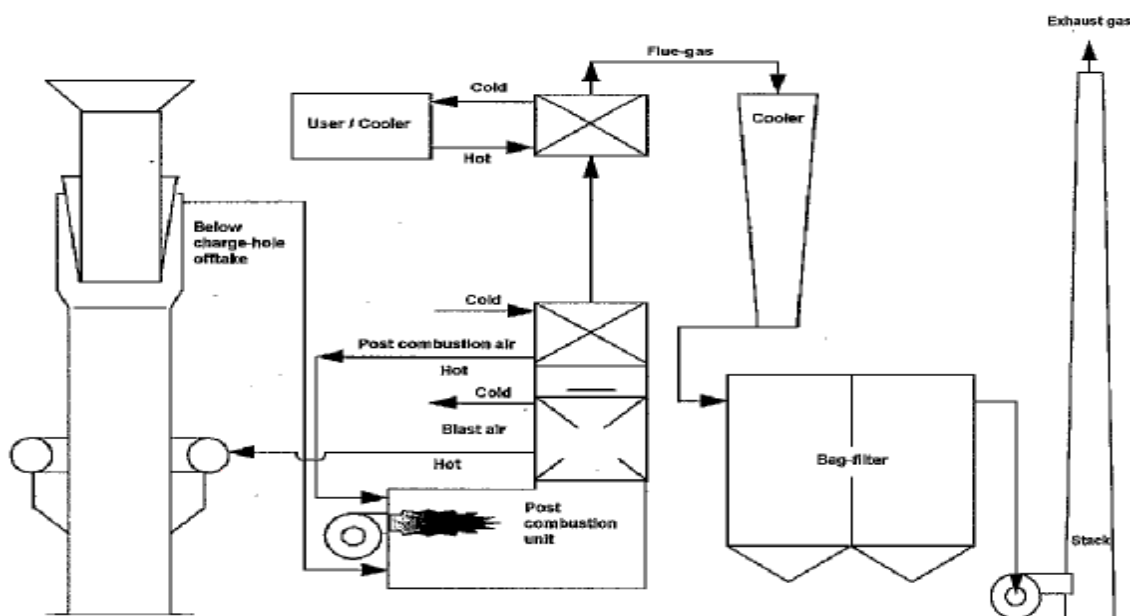 Exhaust gas
Flue-gas
Cold
User / Cooler
Hot
Cooler
Below
charge-hole
offtake
Cold
Post combustion air
Hot
Cold
Blast air
Hot
Post
combustion
unit
Bag-filter
Stack